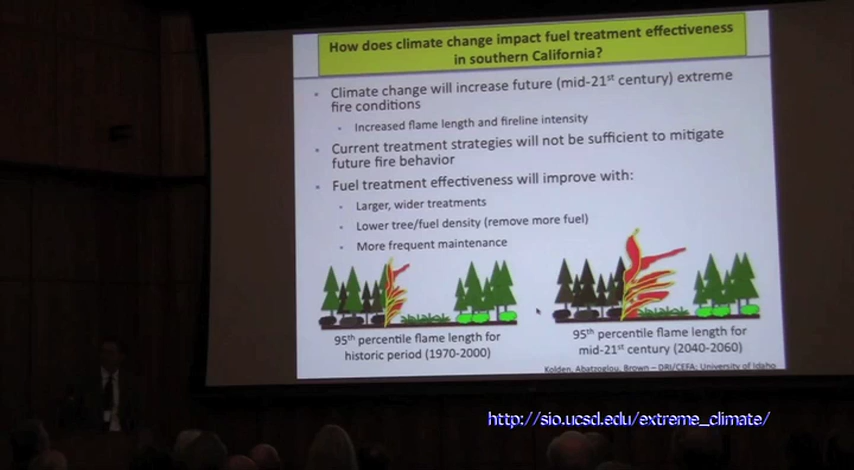 How does climate change impact fuel treatment effectiveness
in southern California?
• Climate change will increase future (mid-21st century) extreme
fire conditions
• Increased flame length and fireline intensity
• Current treatment strategies will not be sufficient to mitigate
future fire behavior
• Fuel treatment effectiveness will improve with:
• Larger, wider treatments
• Lower tree/fuel density (remove more fuel)
• More frequent maintenance
95th percentile flame length for
historic period (1970-2000)
95th percentile flame length for
mid-21st century (2040-2060)
Kolden, Abatzoglou, Brown – DRI/CEFA; University of Idaho
http://sio.ucsd.edu/extreme_climate/